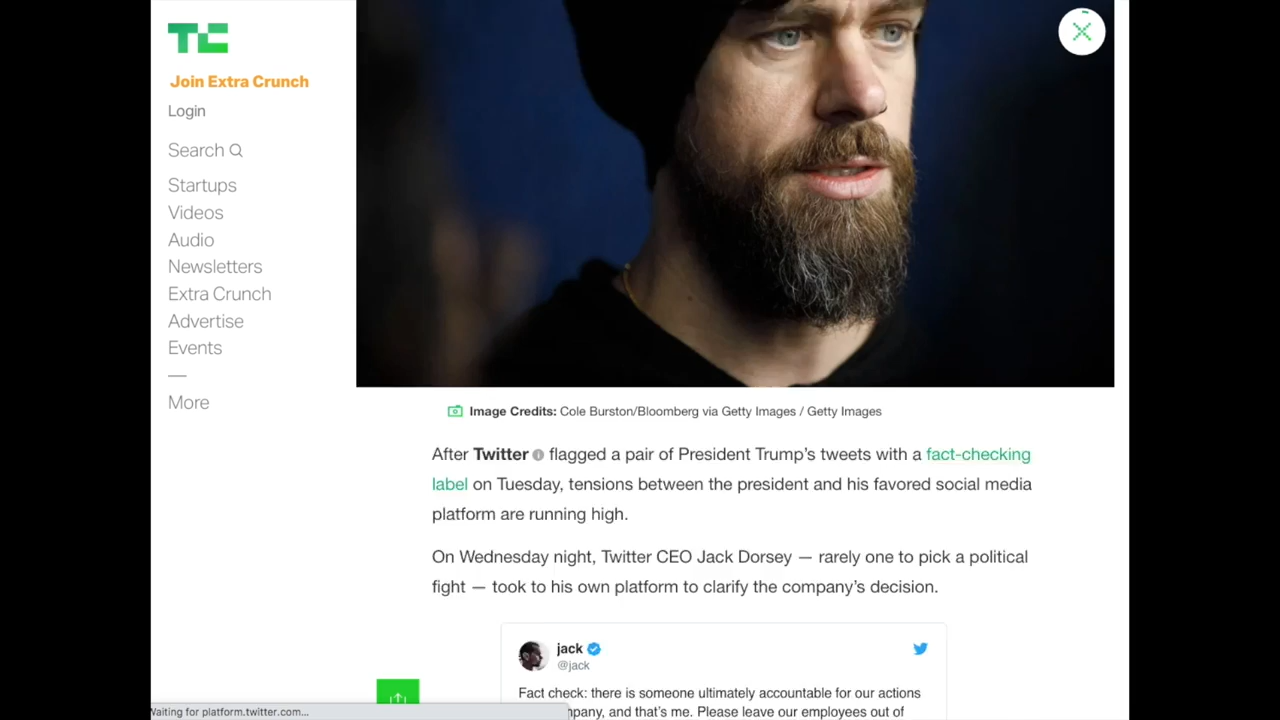 TC
Join Extra Crunch
Login
Search
Startups
Videos
Audio
Newsletters
Extra Crunch
Advertise
Events
—
More
Image Credits: Cole Burston/Bloomberg via Getty Images / Getty Images
After Twitter flagged a pair of President Trump’s tweets with a fact-checking
label on Tuesday, tensions between the president and his favored social media
platform are running high.
On Wednesday night, Twitter CEO Jack Dorsey — rarely one to pick a political
fight — took to his own platform to clarify the company’s decision.
jack
@jack
Fact check: there is someone ultimately accountable for our actions
and that’s me. Please leave our employees out of
Waiting for platform.twitter.com...